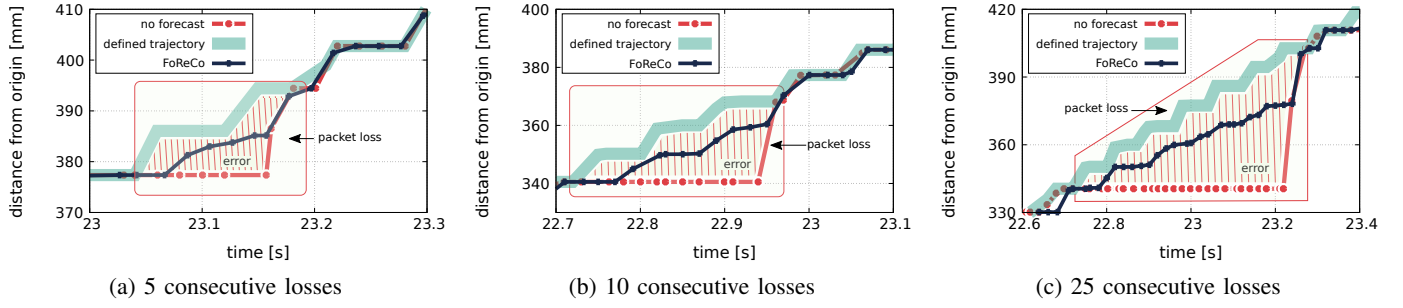 distance from origin [mm]
410
400
390
380
370
no forecast
defined trajectory
FoReCo
packet loss
error
23
23.1
23.2
23.3
time [s]
(a) 5 consecutive losses
distance from origin [mm]
400
380
360
340
no forecast
defined trajectory
FoReCo
packet loss
error
22.7
22.8
22.9
23
23.1
time [s]
(b) 10 consecutive losses
distance from origin [mm]
420
390
360
330
no forecast
defined trajectory
FoReCo
packet loss
error
22.6
22.8
23
23.2
23.4
time [s]
(c) 25 consecutive losses